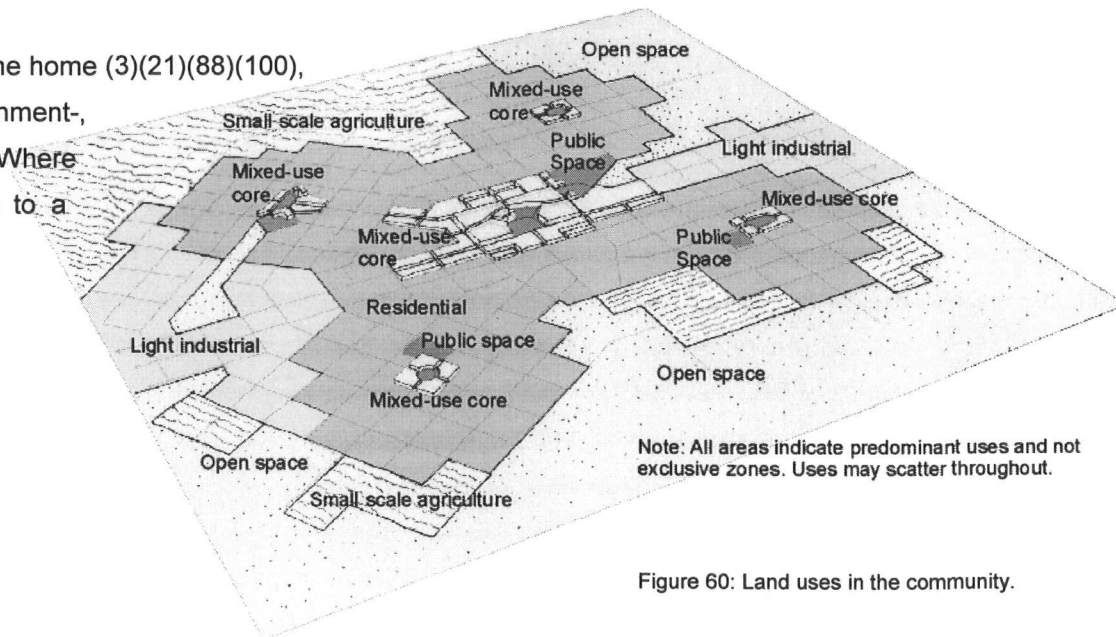 ne home (3)(21)(88)(100),
nment-,
Where
to a
Open space
Mixed-use
core
Small scale agriculture
Public
Space
Light industrial
Mixed-use
core
Mixed-use core
Mixed-use
core
Public
Space
Residential
Public space
Light industrial
Mixed-use core
Open space
Open space
Small scale agriculture
Note: All areas indicate predominant uses and not
exclusive zones. Uses may scatter throughout.
Figure 60: Land uses in the community.